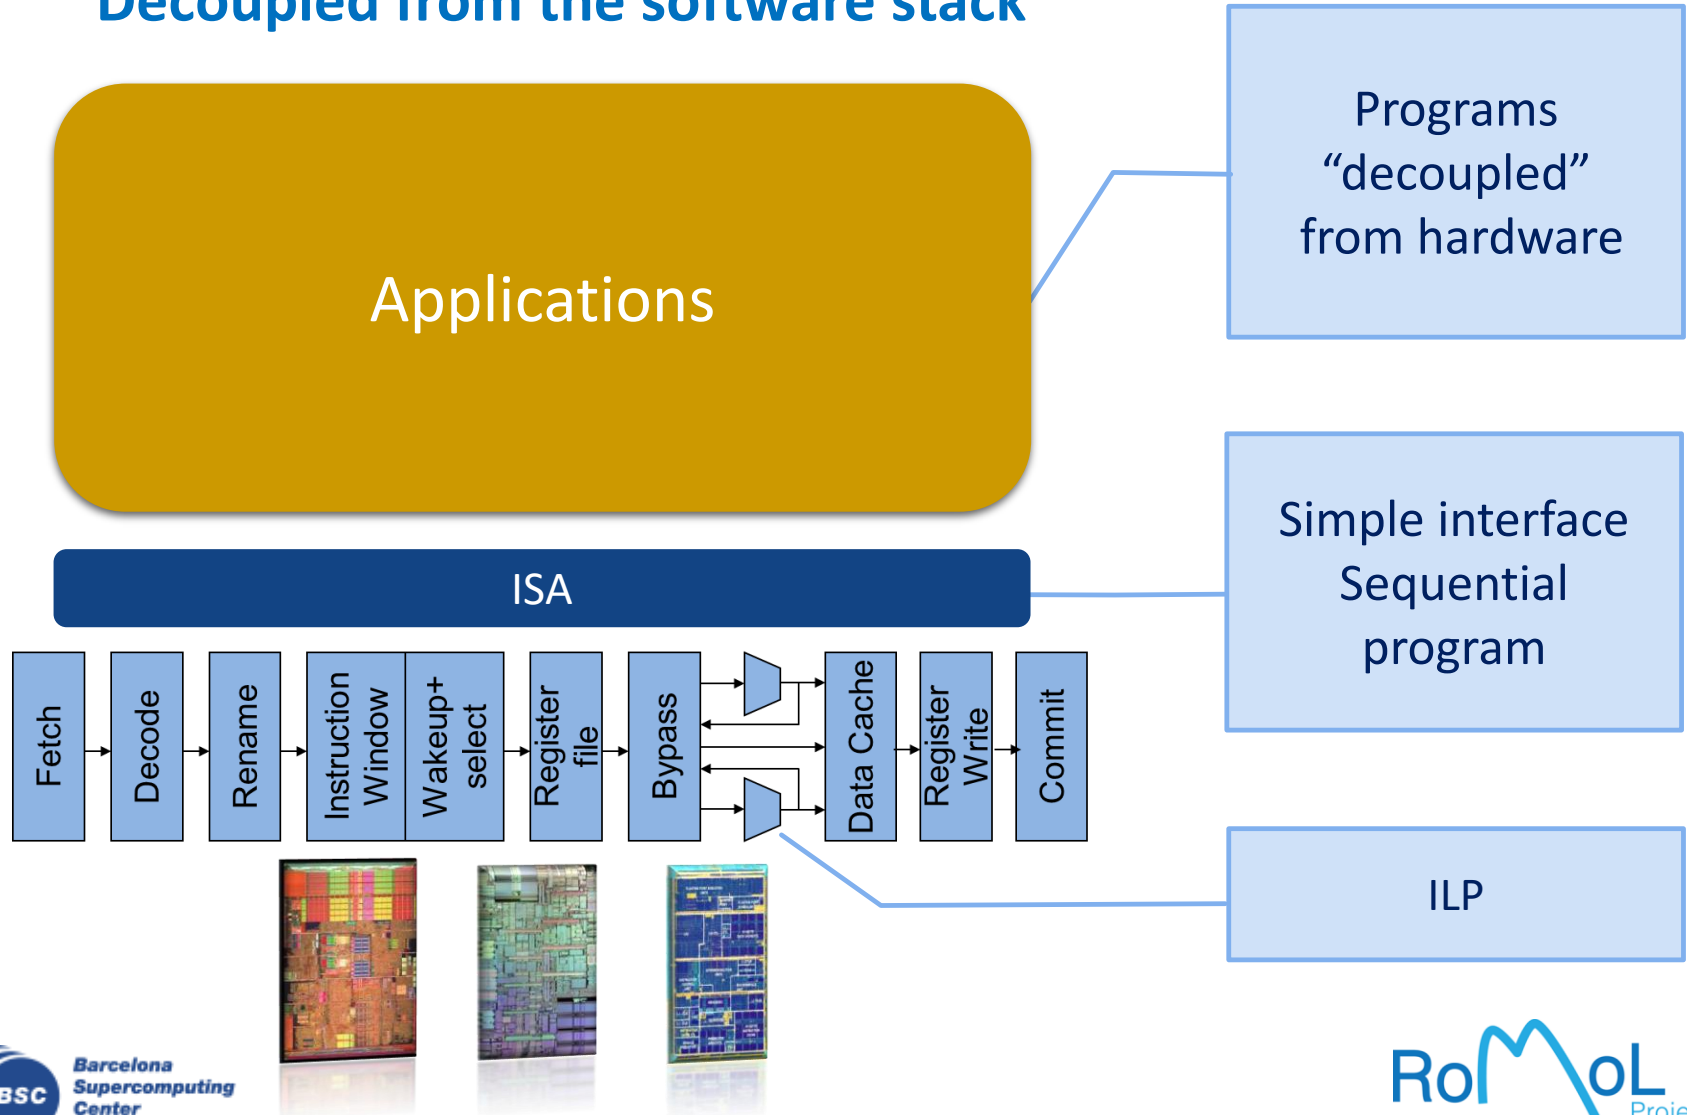 Decoupled from the software stack
Applications
Programs
“decoupled”
from hardware
ISA
Simple interface
Sequential
program
Fetch
Decode
Rename
Instruction
Window
Wakeup+
select
Register
file
Bypass
Data Cache
Register
Write
Commit
ILP
BSC
Barcelona
Supercomputing
Center
RoMoL